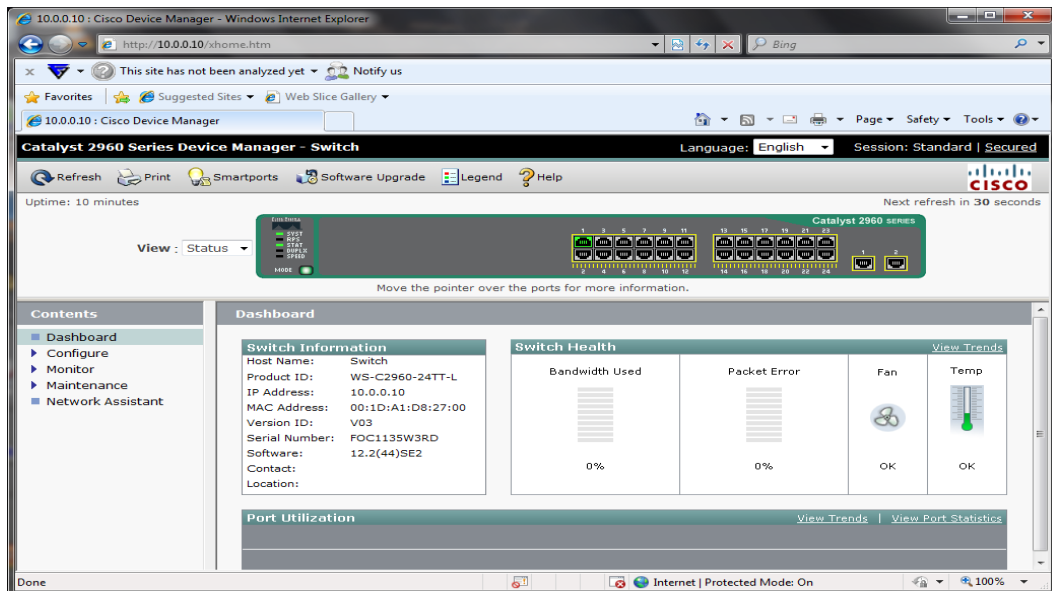 10.0.0.10 : Cisco Device Manager - Windows Internet Explorer
http://10.0.0.10/xhome.htm
Bing
x This site has not been analyzed yet Notify us
Favorites Suggested Sites Web Slice Gallery
10.0.0.10 : Cisco Device Manager
Page Safety Tools
Catalyst 2960 Series Device Manager - Switch
Language: English Session: Standard | Secured
Refresh Print Smartports Software Upgrade Legend Help
CISCO
Uptime: 10 minutes
Next refresh in 30 seconds
View : Status
SYST
RPS
STAT
DUPLX
SPEED
MODE
Catalyst 2960 SERIES
1 3 5 7 9 11 13 15 17 19 21 23
1 2
2 4 6 8 10 12 14 16 18 20 22 24
Move the pointer over the ports for more information.
Contents
Dashboard
Configure
Monitor
Maintenance
Network Assistant
Dashboard
Switch Information
Host Name: Switch
Product ID: WS-C2960-24TT-L
IP Address: 10.0.0.10
MAC Address: 00:1D:A1:D8:27:00
Version ID: V03
Serial Number: FOC1135W3RD
Software: 12.2(44)SE2
Contact:
Location:
Switch Health View Trends
Bandwidth Used Packet Error Fan Temp
0% 0% OK OK
Port Utilization View Trends | View Port Statistics
Done
Internet | Protected Mode: On
100%